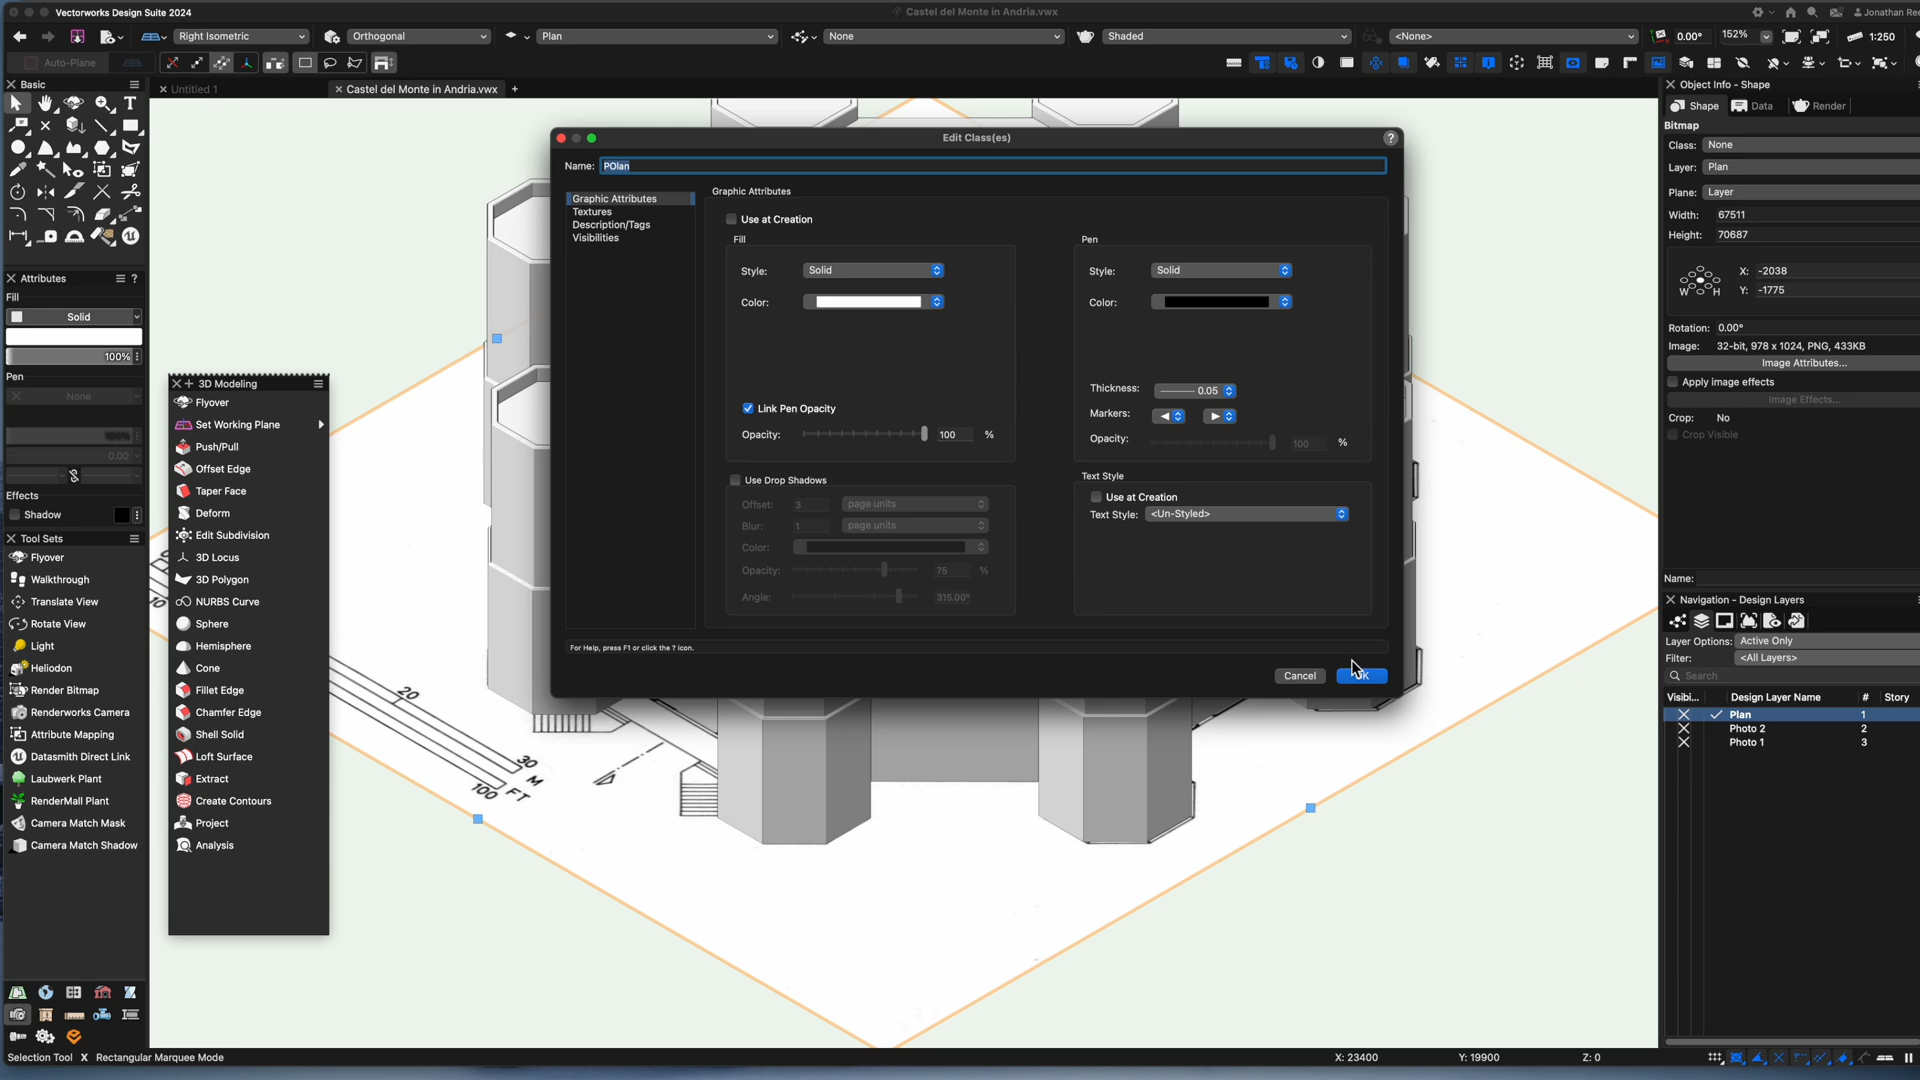 Vectorworks Design Suite 2024
Castel del Monte in Andria.vwx
Right Isometric
Orthogonal
Plan
None
Shaded
<None>
0.00°
152%
1:250
Auto-Plane
Basic
Untitled 1
Castel del Monte in Andria.vwx
Object Info - Shape
Shape
Data
Render
Bitmap
Class: None
Layer: Plan
Plane: Layer
Width: 67511
Height: 70687
X: -2038
Y: -1775
W H
Rotation: 0.00°
Image: 32-bit, 978 x 1024, PNG, 433KB
Image Attributes...
Apply image effects
Image Effects...
Crop: No
Crop Visible
Name:
Navigation - Design Layers
Layer Options: Active Only
Filter: <All Layers>
Search
Visibi... Design Layer Name # Story
Plan 1
Photo 2 2
Photo 1 3
Attributes
?
Fill
Solid
100%
Pen
None
100%
0.00
Effects
Shadow
Tool Sets
Flyover
Walkthrough
Translate View
Rotate View
Light
Heliodon
Render Bitmap
Renderworks Camera
Attribute Mapping
Datasmith Direct Link
Laubwerk Plant
RenderMall Plant
Camera Match Mask
Camera Match Shadow
3D Modeling
Flyover
Set Working Plane
Push/Pull
Offset Edge
Taper Face
Deform
Edit Subdivision
3D Locus
3D Polygon
NURBS Curve
Sphere
Hemisphere
Cone
Fillet Edge
Chamfer Edge
Shell Solid
Loft Surface
Extract
Create Contours
Project
Analysis
Edit Class(es)
?
Name: POlan
Graphic Attributes
Textures
Description/Tags
Visibilities
Graphic Attributes
Use at Creation
Fill
Style: Solid
Color:
Link Pen Opacity
Opacity: 100 %
Pen
Style: Solid
Color:
Thickness: 0.05
Markers:
Opacity: 100 %
Use Drop Shadows
Offset: 3 page units
Blur: 1 page units
Color:
Opacity: 75 %
Angle: 315.00°
Text Style
Use at Creation
Text Style: <Un-Styled>
For Help, press F1 or click the ? icon.
Cancel
10
20
30
M
100
FT
Selection Tool X Rectangular Marquee Mode
X: 23400
Y: 19900
Z: 0